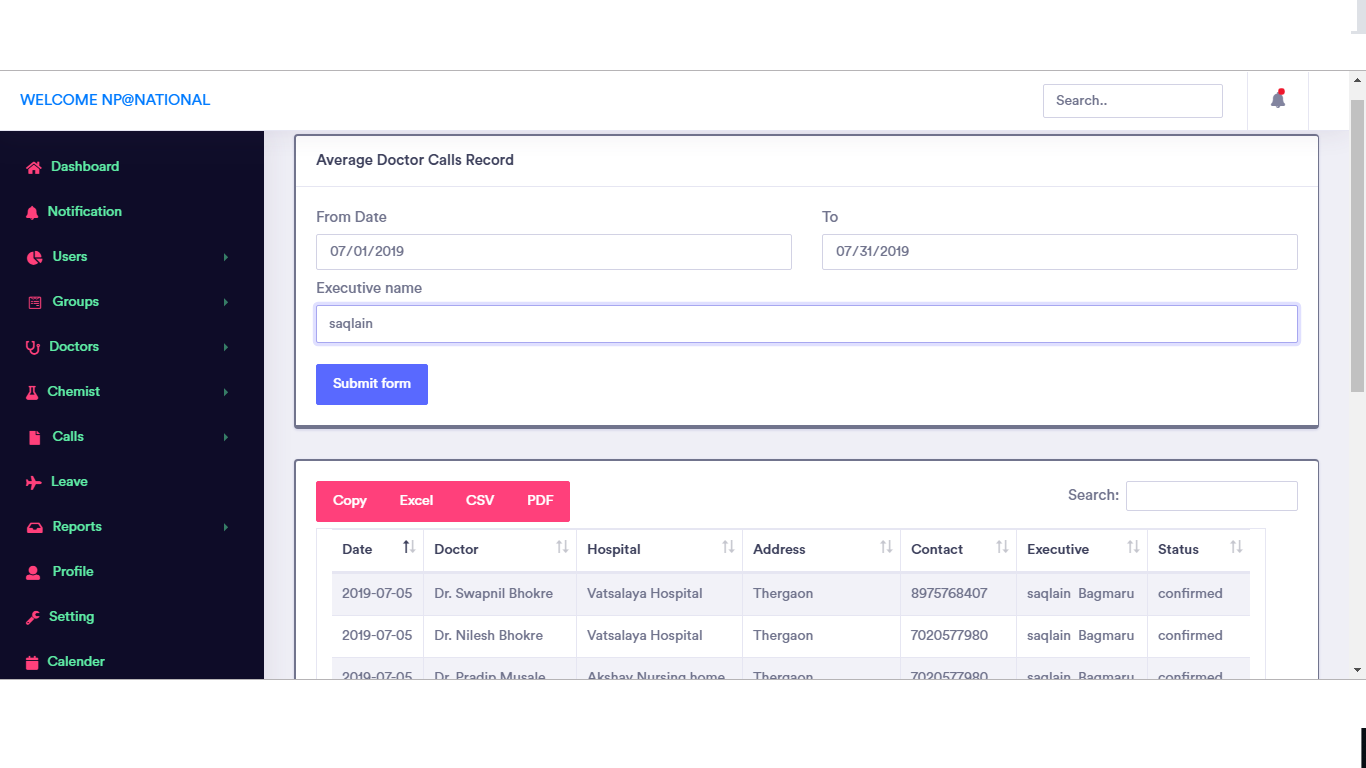 WELCOME NP@NATIONAL
Search..
Dashboard
Notification
Users
Groups
Doctors
Chemist
Calls
Leave
Reports
Profile
Setting
Calender
Average Doctor Calls Record
From Date To
07/01/2019 07/31/2019
Executive name
saqlain
Submit form
Copy Excel CSV PDF Search:
Date Doctor Hospital Address Contact Executive Status
2019-07-05 Dr. Swapnil Bhokre Vatsalaya Hospital Thergaon 8975768407 saqlain Bagmaru confirmed
2019-07-05 Dr. Nilesh Bhokre Vatsalaya Hospital Thergaon 7020577980 saqlain Bagmaru confirmed
2019-07-05 Dr. Pradip Musale Akshay Nursing home Thergaon 7020577980 saqlain Bagmaru confirmed